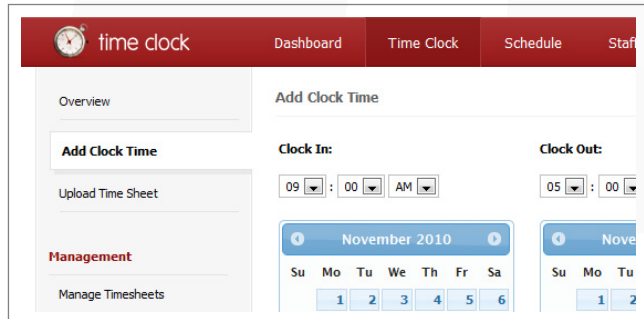 time clock
Dashboard Time Clock Schedule Staff
Overview
Add Clock Time
Upload Time Sheet
Management
Manage Timesheets
Add Clock Time
Clock In:
09 : 00 AM
November 2010
Su Mo Tu We Th Fr Sa
1 2 3 4 5 6
Clock Out:
05 : 00
Nove
Su Mo Tu
1 2